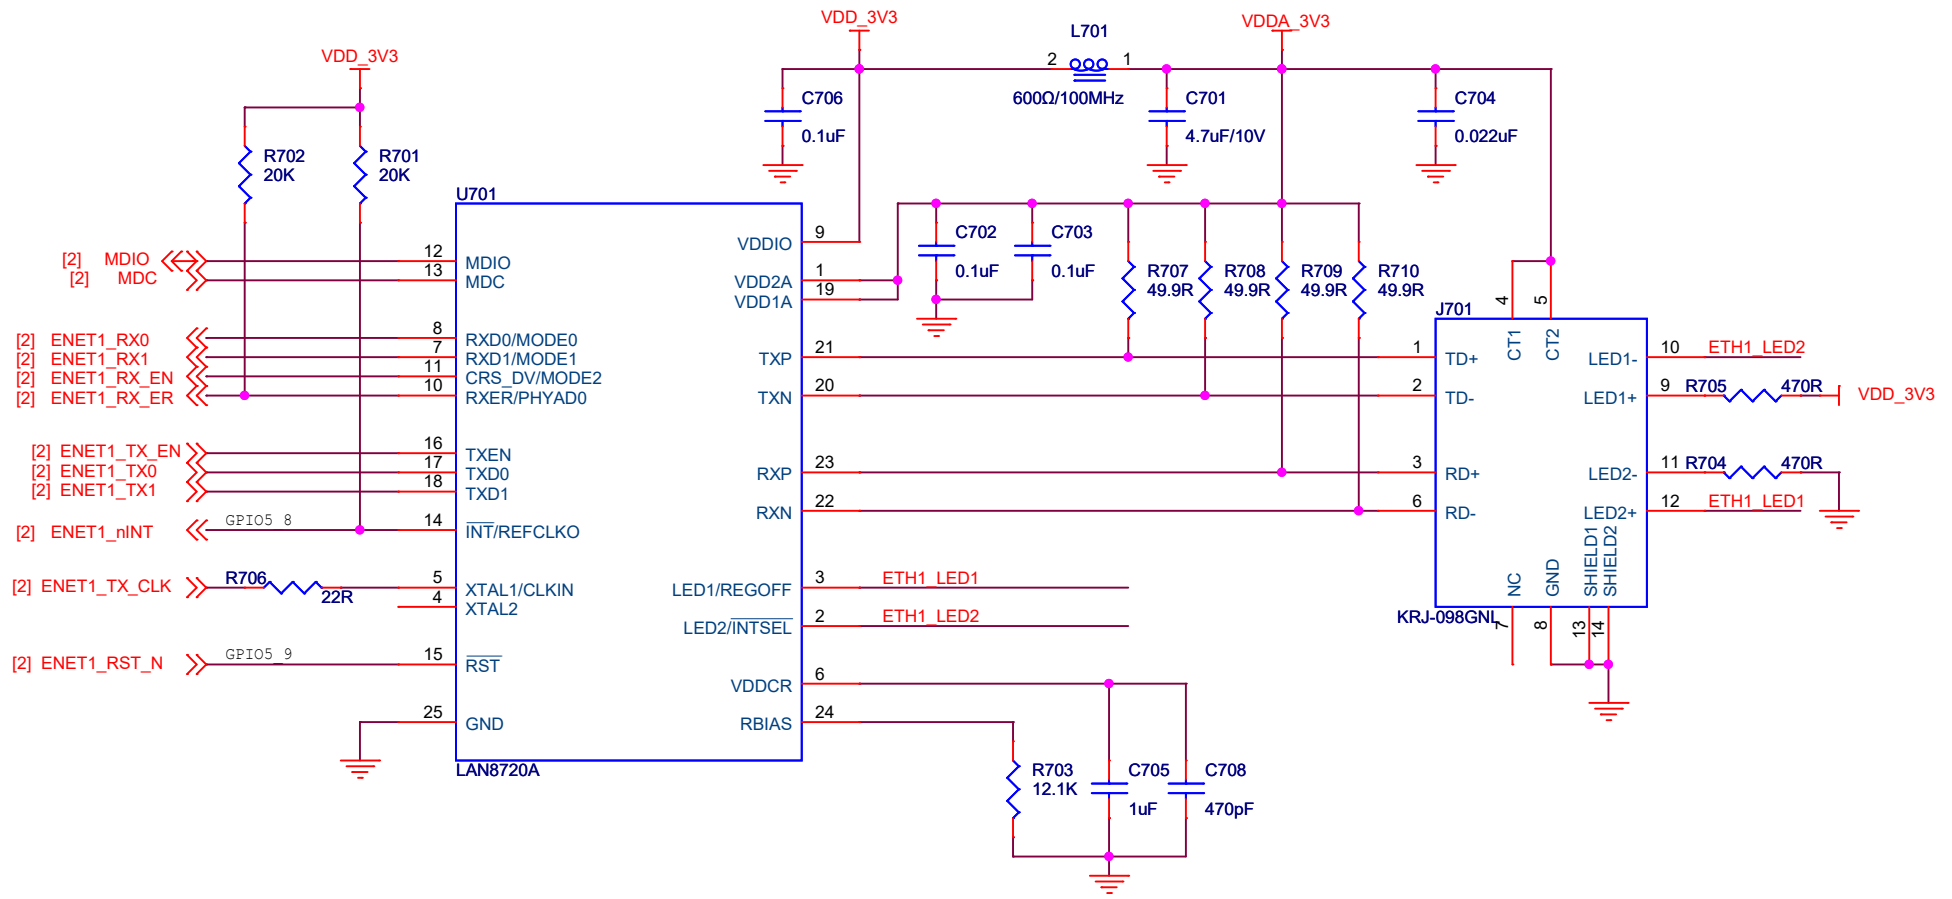 VDD_3V3
VDD_3V3
L701
VDDA_3V3
2
1
600Ω/100MHz
C706
0.1uF
C701
4.7uF/10V
C704
0.022uF
R702
20K
R701
20K
U701
C702
0.1uF
C703
0.1uF
R707
49.9R
R708
49.9R
R709
49.9R
R710
49.9R
[2] MDIO
12
MDIO
[2] MDC
13
MDC
[2] ENET1_RX0
8
RXD0/MODE0
[2] ENET1_RX1
7
RXD1/MODE1
[2] ENET1_RX_EN
11
CRS_DV/MODE2
[2] ENET1_RX_ER
10
RXER/PHYAD0
[2] ENET1_TX_EN
16
TXEN
[2] ENET1_TX0
17
TXD0
[2] ENET1_TX1
18
TXD1
[2] ENET1_nINT
GPIO5_8
14
INT/REFCLKO
[2] ENET1_TX_CLK
R706
22R
5
XTAL1/CLKIN
4
XTAL2
[2] ENET1_RST_N
GPIO5_9
15
RST
25
GND
LAN8720A
VDDIO
9
VDD2A
1
VDD1A
19
TXP
21
TXN
20
RXP
23
RXN
22
LED1/REGOFF
3
ETH1_LED1
LED2/INTSEL
2
ETH1_LED2
VDDCR
6
RBIAS
24
R703
12.1K
C705
1uF
C708
470pF
J701
4
CT1
5
CT2
1
TD+
2
TD-
3
RD+
6
RD-
LED1-
10
ETH1_LED2
LED1+
9
R705
470R
VDD_3V3
LED2-
11
R704
470R
LED2+
12
ETH1_LED1
NC
GND
SHIELD1
SHIELD2
KRJ-098GNL
7
8
13
14